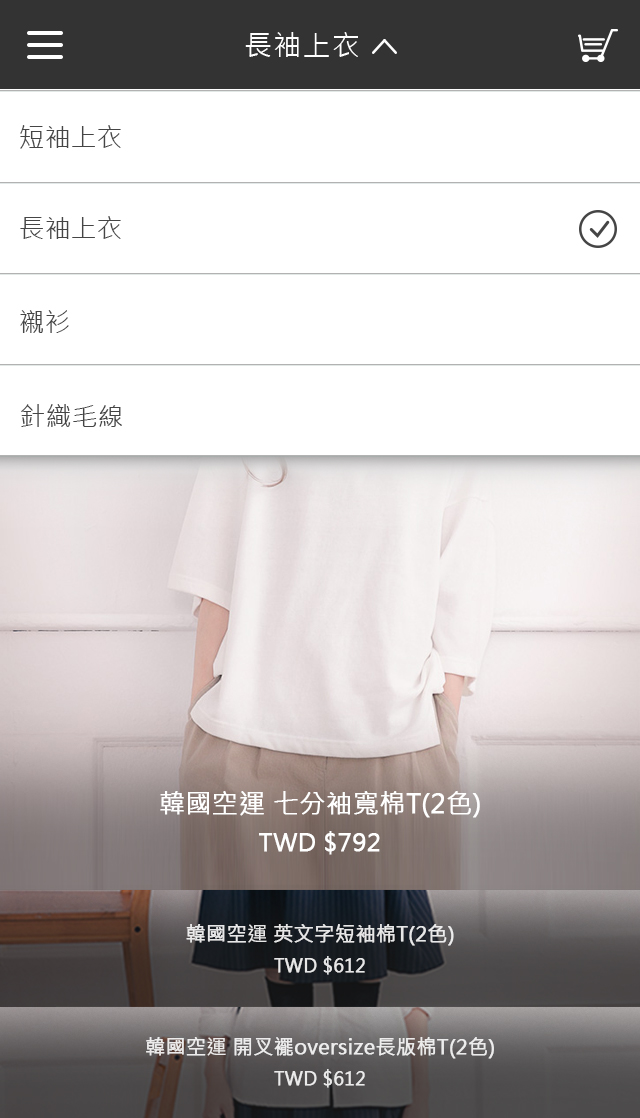 長袖上衣
短袖上衣
長袖上衣
襯衫
針織毛線
韓國空運 七分袖寬棉T(2色)
TWD $792
韓國空運 英文字短袖棉T(2色)
TWD $612
韓國空運 開叉襬oversize長版棉T(2色)
TWD $612